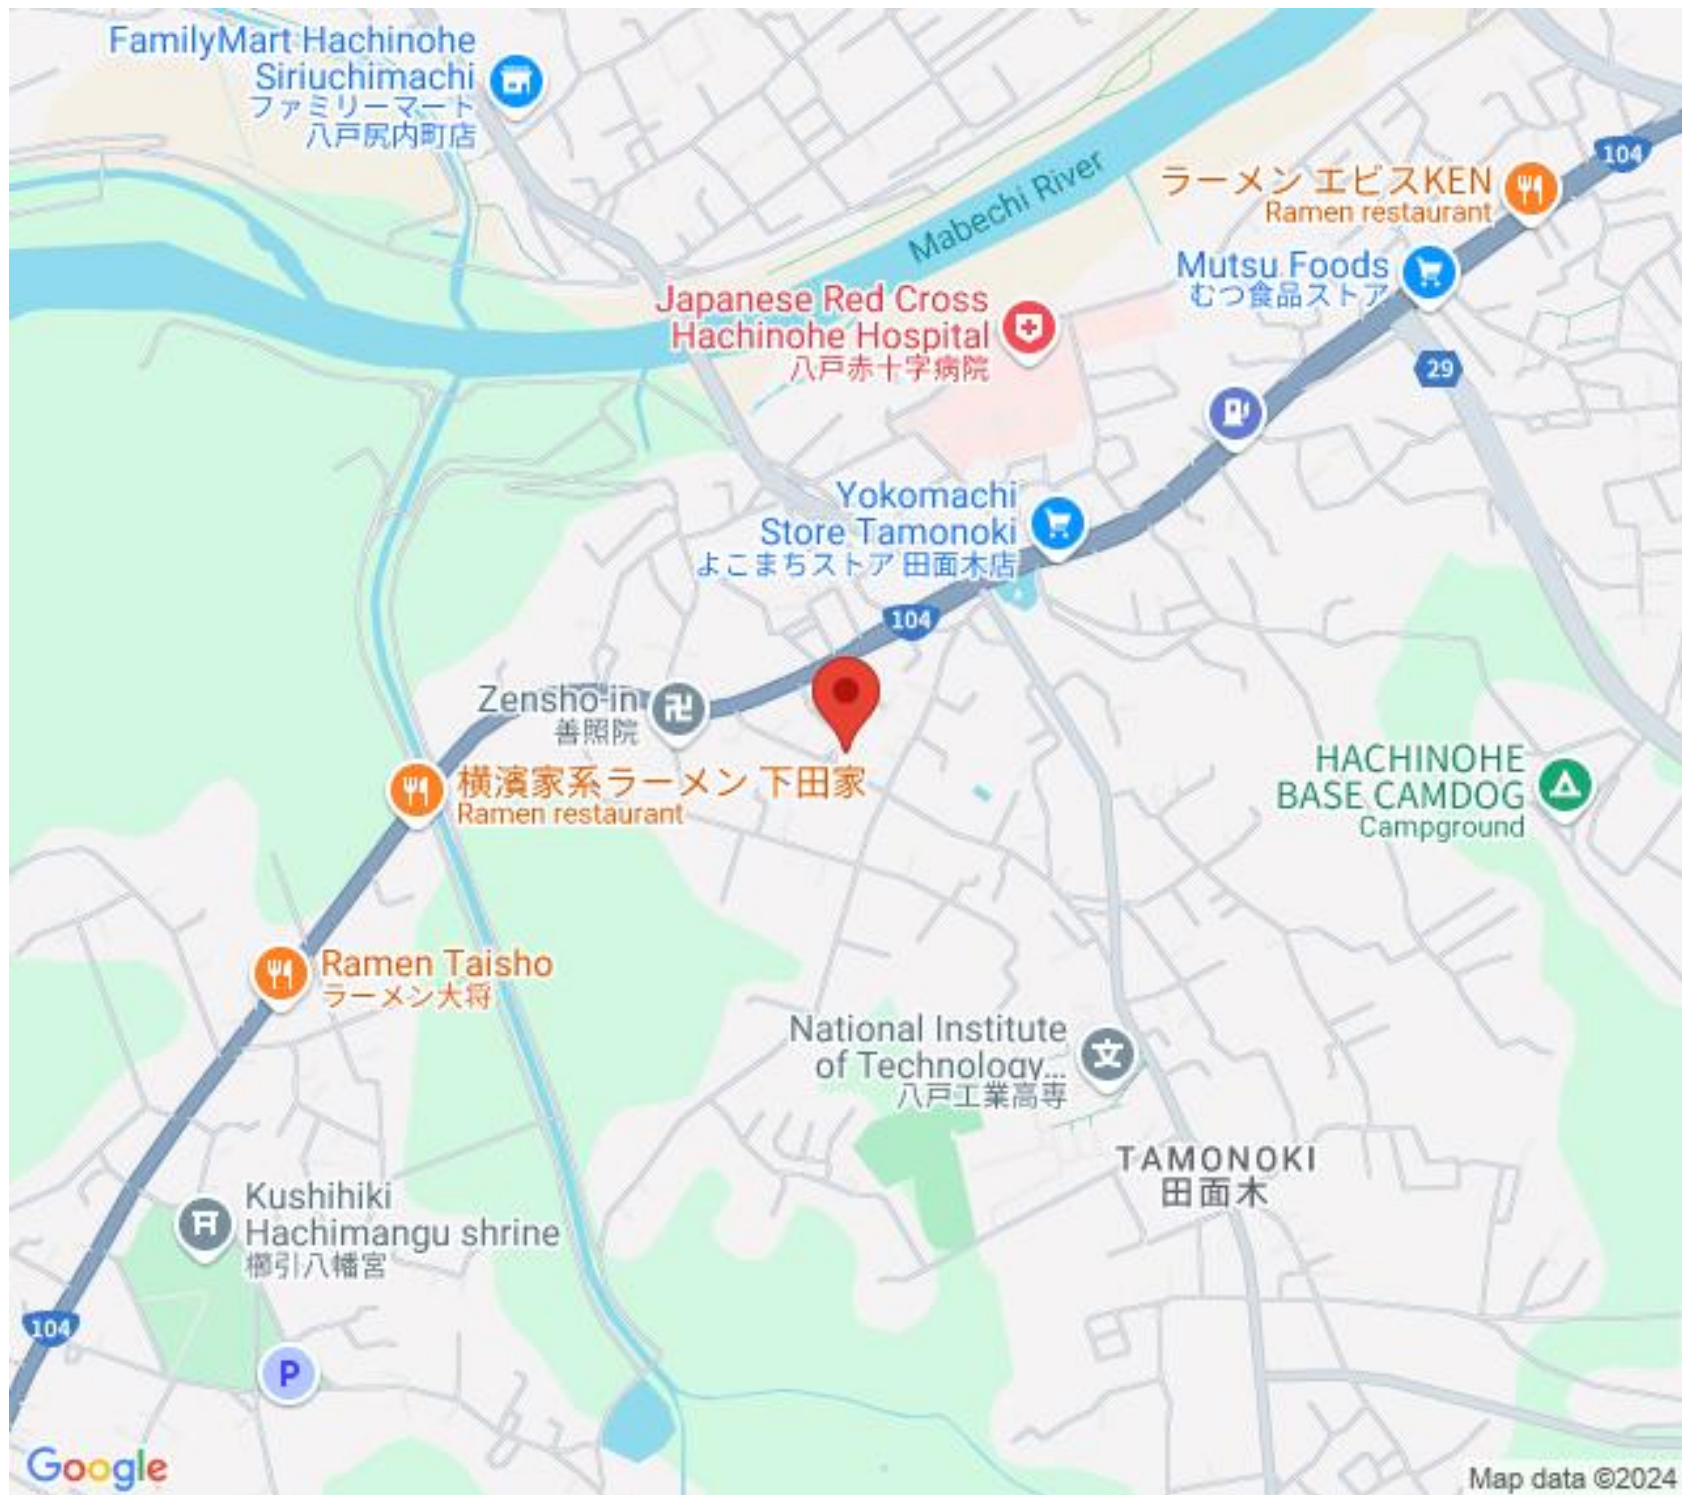 FamilyMart Hachinohe
Siriuchimachi
ファミリーマート
八戸尻内町店
104
ラーメン エビスKEN
Ramen restaurant
Mabechi River
Mutsu Foods
むつ食品ストア
Japanese Red Cross
Hachinohe Hospital
八戸赤十字病院
29
Yokomachi
Store Tamonoki
よこまちストア 田面木店
104
Zensho-in
善照院
卍
横濱家系ラーメン 下田家
Ramen restaurant
HACHINOHE
BASE CAMDOG
Campground
Ramen Taisho
ラーメン大将
National Institute
of Technology...
八戸工業高専
文
TAMONOKI
田面木
Kushihiki
Hachimangu shrine
櫛引八幡宮
104
P
Google
Map data ©2024